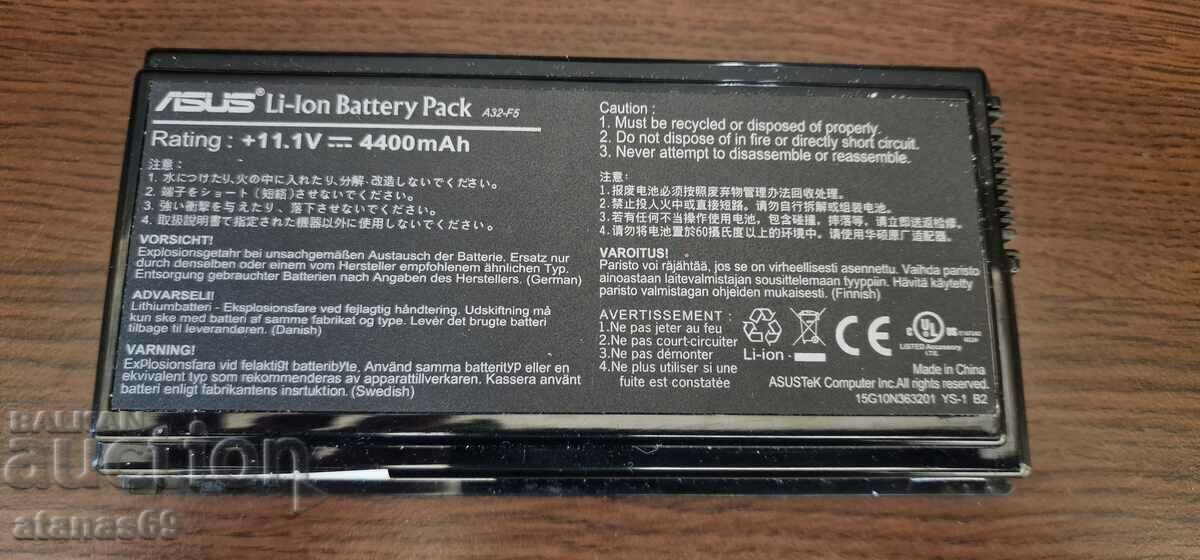 ASUS® Li-Ion Battery Pack A32-F5
Rating : +11.1V 4400mAh
注意 :
1. 水につけたり、火の中に入れたり、分解・改造しないでください。
2. 端子をショート (短絡) させないでください。
3. 強い衝撃を与えたり、落下させないでください。
4. 取扱説明書で指定された機器以外に使用しないでください。
VORSICHT!
Explosionsgetahr bei unsachgemäßen Austausch der Batterie. Ersatz nur
durch denselben oder einem vom Hersteller empfohlenem ähnlichen Typ.
Entsorgung gebrauchter Batterien nach Angaben des Herstellers. (German)
ADVARSELI!
Lithiumbatteri - Eksplosionsfare ved fejlagtig håndtering. Udskiftning må
kun ske med batteri af samme fabrikat og type. Levér det brugte batteri
tilbage til leverandøren. (Danish)
VARNING!
Explosionsfara vid felaktigt batteribyte, Använd samma batterityp eller en
ekvivalent typ som rekommenderas av apparattillverkaren. Kassera använt
batteri enligt fabrikantens insrtuktion. (Swedish)
Caution :
1. Must be recycled or disposed of properly.
2. Do not dispose of in fire or directly short circuit.
3. Never attempt to disassemble or reassemble.
注意:
1.报废电池必须按照废弃物管理办法回收处理.
2.禁止投入火中或直接短路。请勿自行拆解或组装电池.
3.若有任何不当操作使用电池，包含碰撞，摔落等，请立即送返检修.
4.请勿将电池置於60攝氏度以上的环境中。请使用华硕原厂适配器.
VAROITUS!
Paristo voi räjähtää, jos se on virheellisesti asennettu. Vaihda paristo
ainoastaan laitevalmistajan sousittelemaan tyyppiin. Hävitä käytetty
paristo valmistagan ohjeiden mukaisesti. (Finnish)
AVERTISSEMENT :
1.Ne pas jeter au feu
2.Ne pas court-circuiter
3.Ne pas démonter
4.Ne plus utiliser si une
fuite est constatée
Li-ion
CE
UL
LISTED Accessory
I.T.E.
Made in China
ASUSTeK Computer Inc.All rights reserved.
15G10N363201 YS-1 B2
BALKAN
auction
atanas69